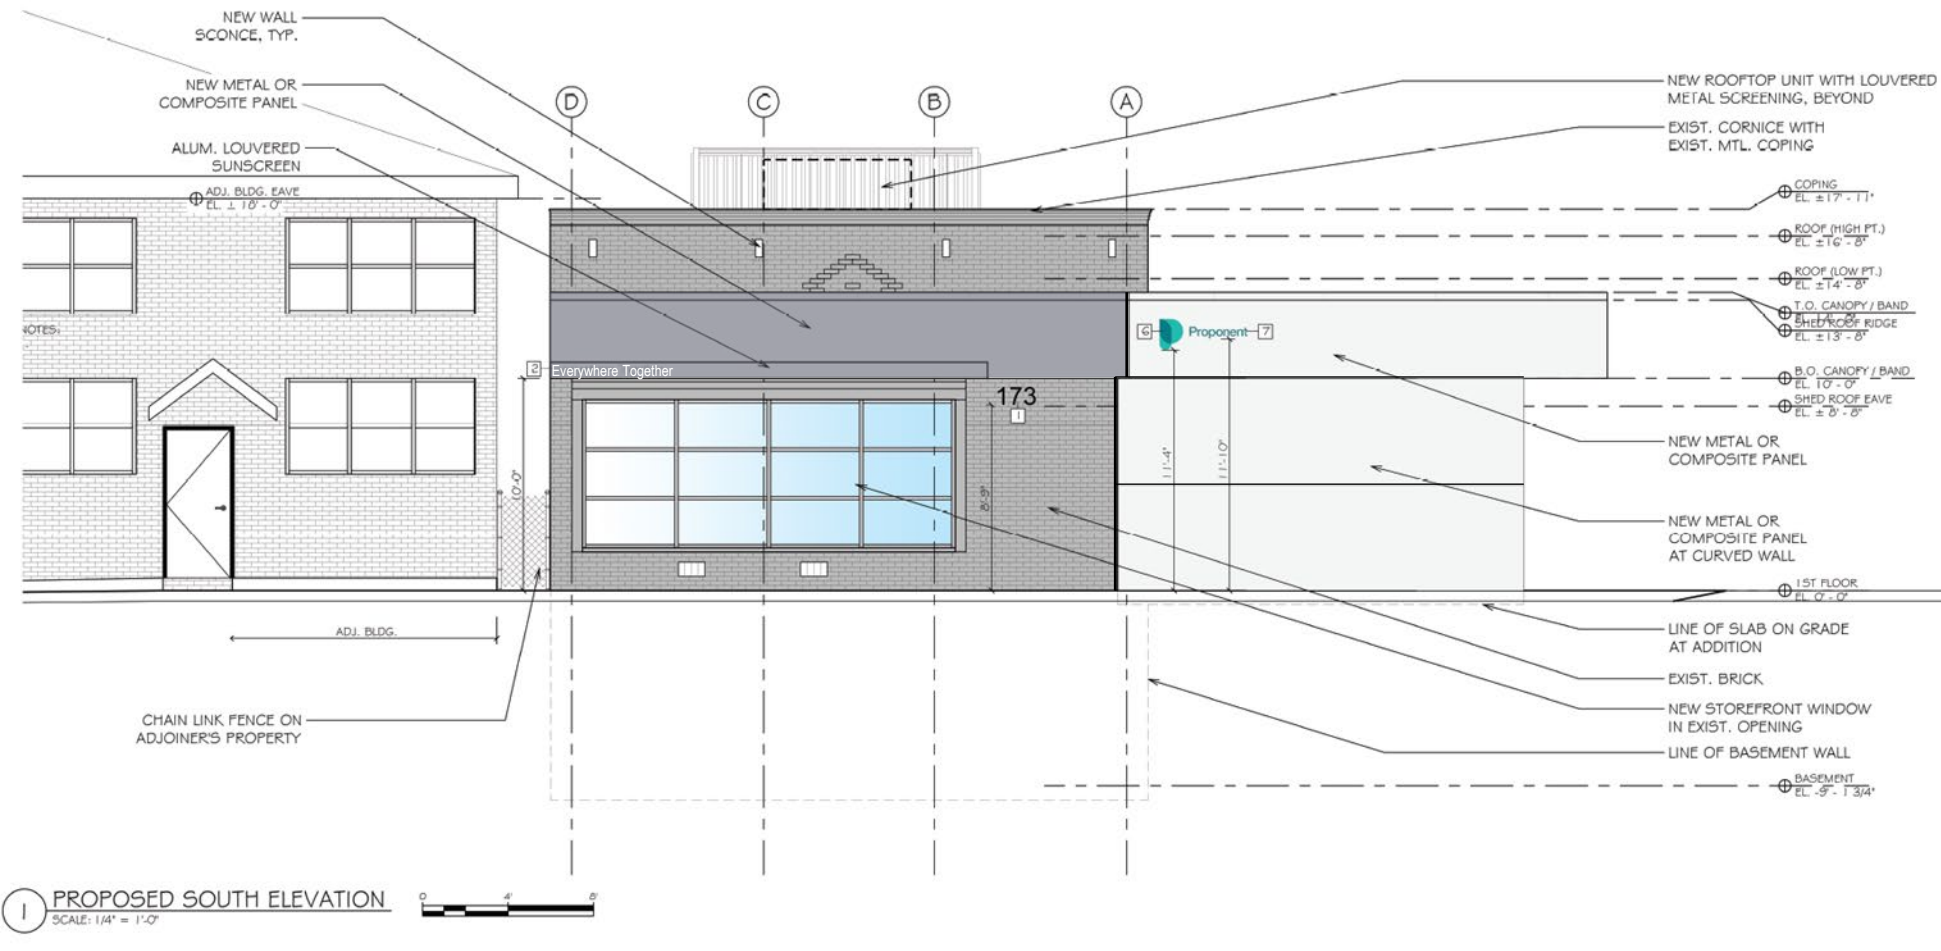 NEW WALL
SCONCE, TYP.
NEW METAL OR
COMPOSITE PANEL
ALUM. LOUVERED
SUNSCREEN
ADJ. BLDG. EAVE
EL. ± 18' - 0"
NOTES:
D
C
B
A
NEW ROOFTOP UNIT WITH LOUVERED
METAL SCREENING, BEYOND
EXIST. CORNICE WITH
EXIST. MTL. COPING
COPING
EL. ±17' - 11"
ROOF (HIGH PT.)
EL. ±16' - 8"
ROOF (LOW PT.)
EL. ±14' - 8"
T.O. CANOPY / BAND
SHED ROOF RIDGE
EL. ±13' - 8"
6
Proponent
7
2
Everywhere Together
173
1
B.O. CANOPY / BAND
EL. 10' - 0"
SHED ROOF EAVE
EL. ± 8' - 8"
10'-0"
8'-9"
11'-4"
11'-10"
NEW METAL OR
COMPOSITE PANEL
NEW METAL OR
COMPOSITE PANEL
AT CURVED WALL
1ST FLOOR
EL. 0' - 0"
ADJ. BLDG.
LINE OF SLAB ON GRADE
AT ADDITION
EXIST. BRICK
NEW STOREFRONT WINDOW
IN EXIST. OPENING
LINE OF BASEMENT WALL
CHAIN LINK FENCE ON
ADJOINER'S PROPERTY
BASEMENT
EL. -9' - 1 3/4"
1
PROPOSED SOUTH ELEVATION
SCALE: 1/4" = 1'-0"
0 4' 8'